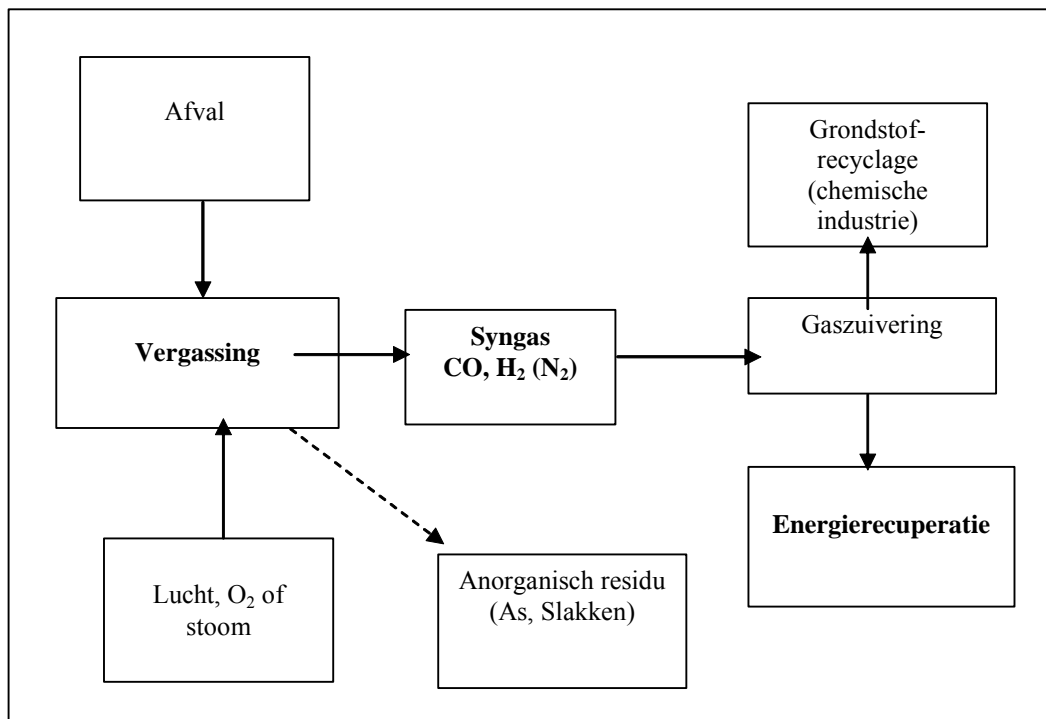 Afval
Grondstof-
recyclage
(chemische
industrie)
Vergassing
Syngas
CO, H₂ (N₂)
Gaszuivering
Energierecuperatie
Lucht, O₂ of
stoom
Anorganisch residu
(As, Slakken)